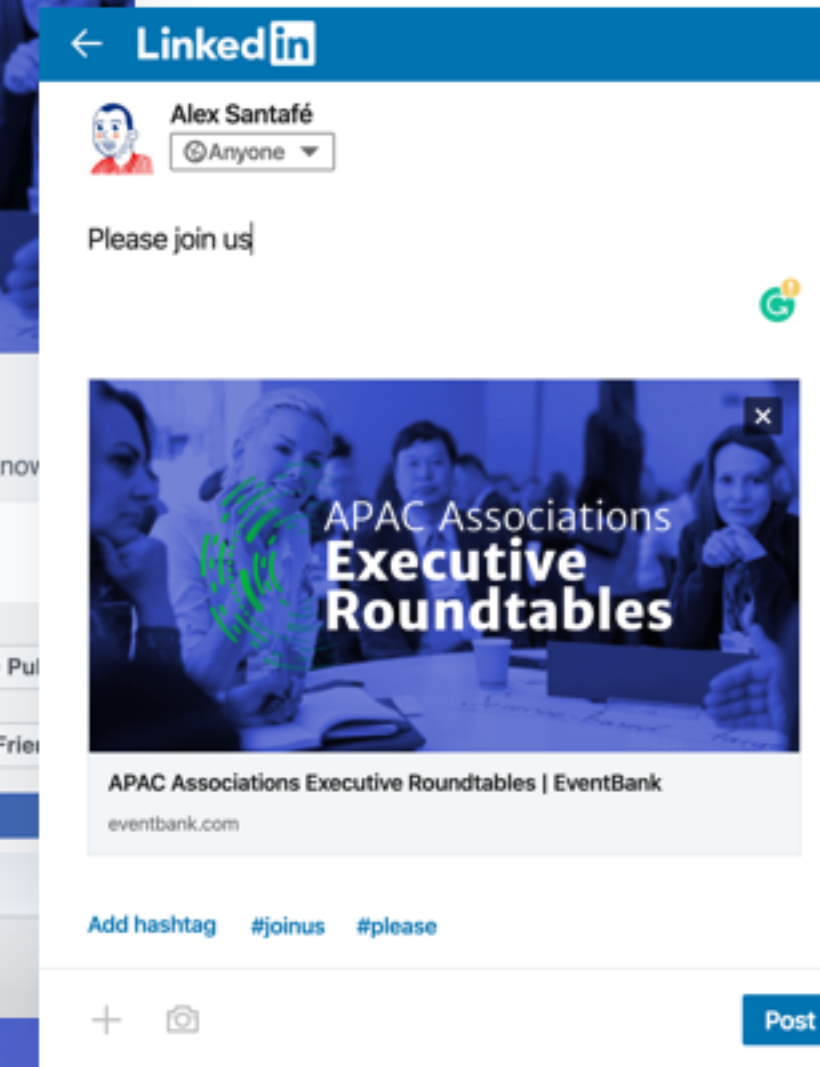 Linked in
Alex Santafé
Anyone
Please join us
APAC Associations
Executive
Roundtables
APAC Associations Executive Roundtables | EventBank
eventbank.com
Add hashtag #joinus #please
Post